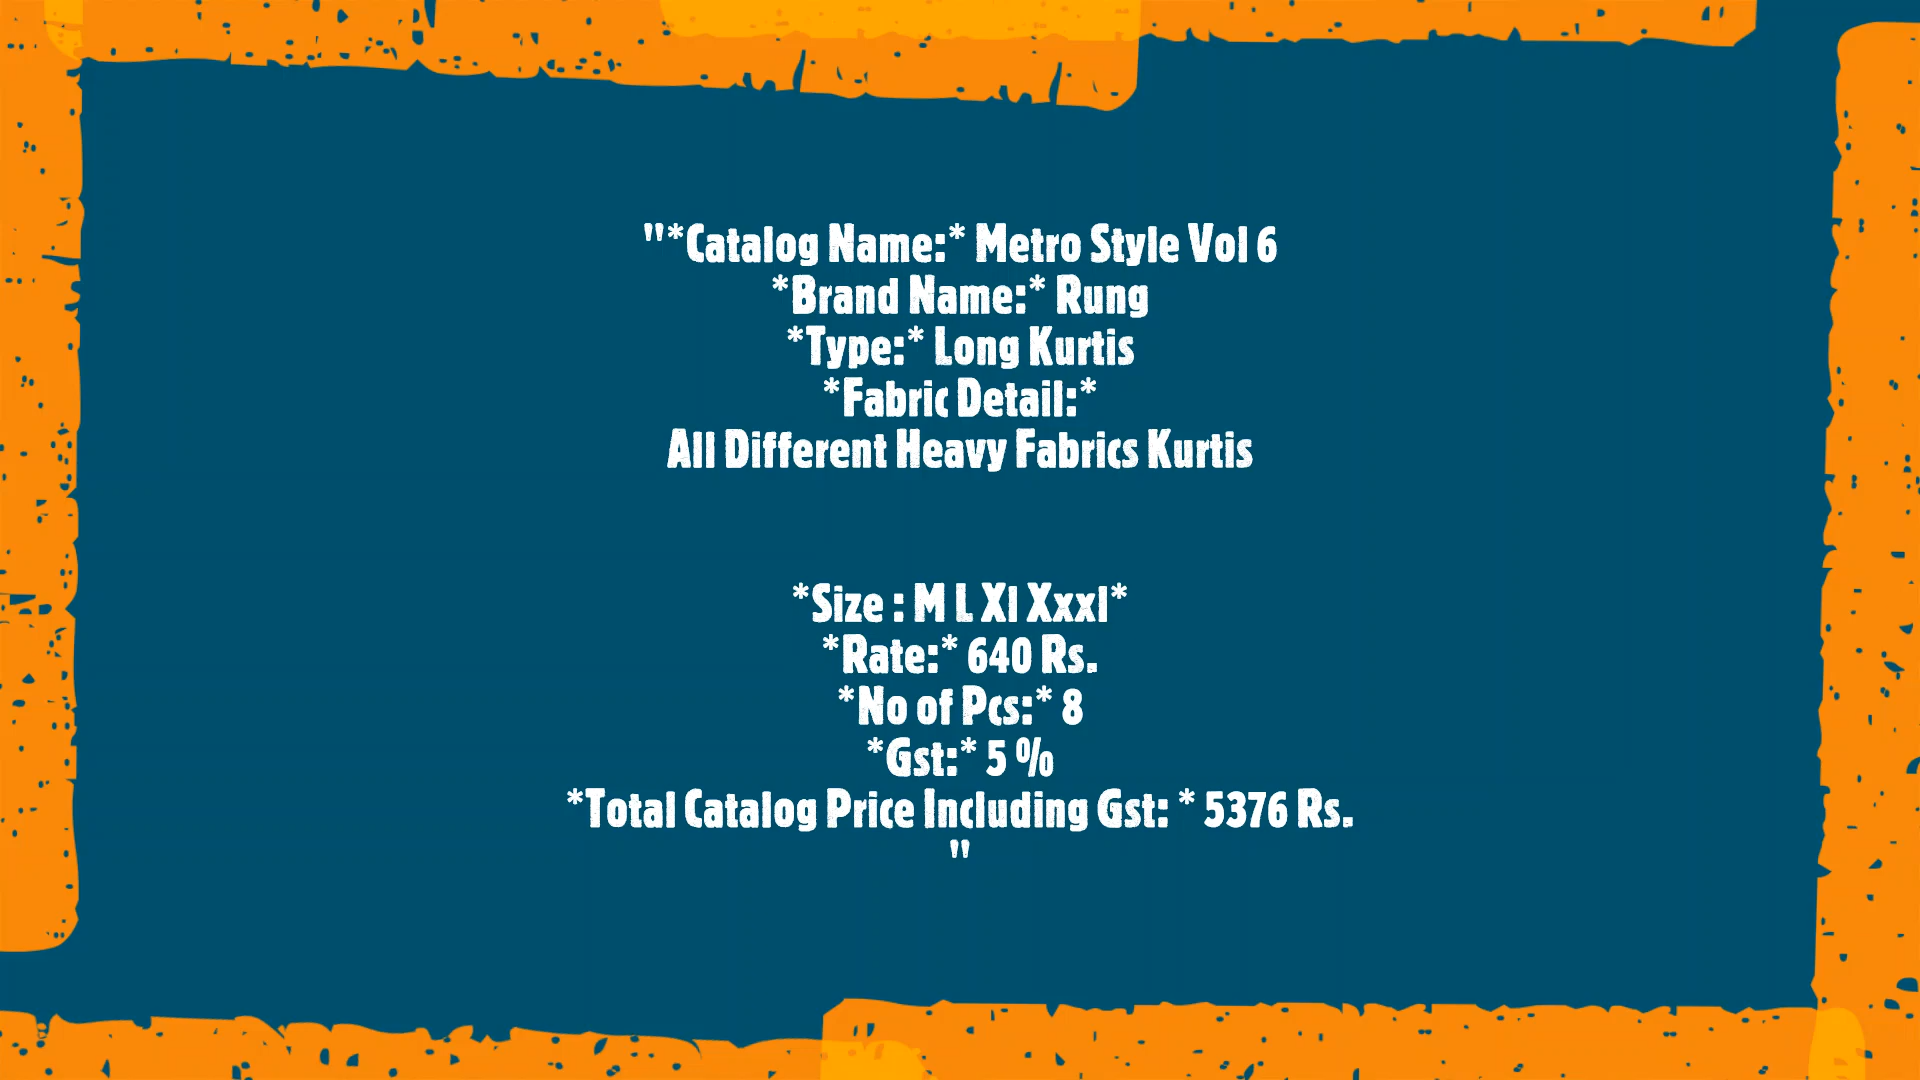 "*Catalog Name:* Metro Style Vol 6
*Brand Name:* Rung
*Type:* Long Kurtis
*Fabric Detail:*
All Different Heavy Fabrics Kurtis
*Size : M L Xl Xxxl*
*Rate:* 640 Rs.
*No of Pcs:* 8
*Gst:* 5 %
*Total Catalog Price Including Gst: * 5376 Rs.
"